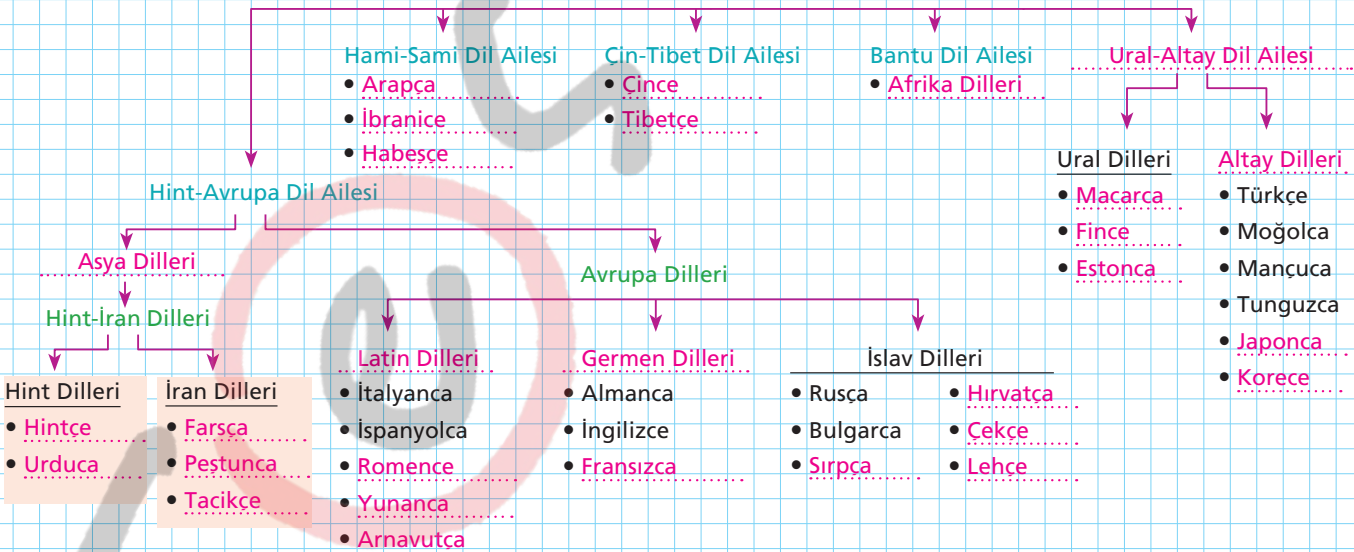 Hami-Sami Dil Ailesi
• Arapça
• İbranice
• Habeşçe
Çin-Tibet Dil Ailesi
• Çince
• Tibetçe
Bantu Dil Ailesi
• Afrika Dilleri
Ural-Altay Dil Ailesi
Ural Dilleri
• Macarca
• Fince
• Estonca
Altay Dilleri
• Türkçe
• Moğolca
• Mançuca
• Tunguzca
• Japonca
• Korece
Hint-Avrupa Dil Ailesi
Asya Dilleri
Hint-İran Dilleri
Hint Dilleri
• Hintçe
• Urduca
İran Dilleri
• Farsça
• Peştunca
• Tacikçe
Avrupa Dilleri
Latin Dilleri
• İtalyanca
• İspanyolca
• Romence
• Yunanca
• Arnavutça
Germen Dilleri
• Almanca
• İngilizce
• Fransızca
İslav Dilleri
• Rusça
• Bulgarca
• Sırpça
• Hırvatça
• Çekçe
• Lehçe